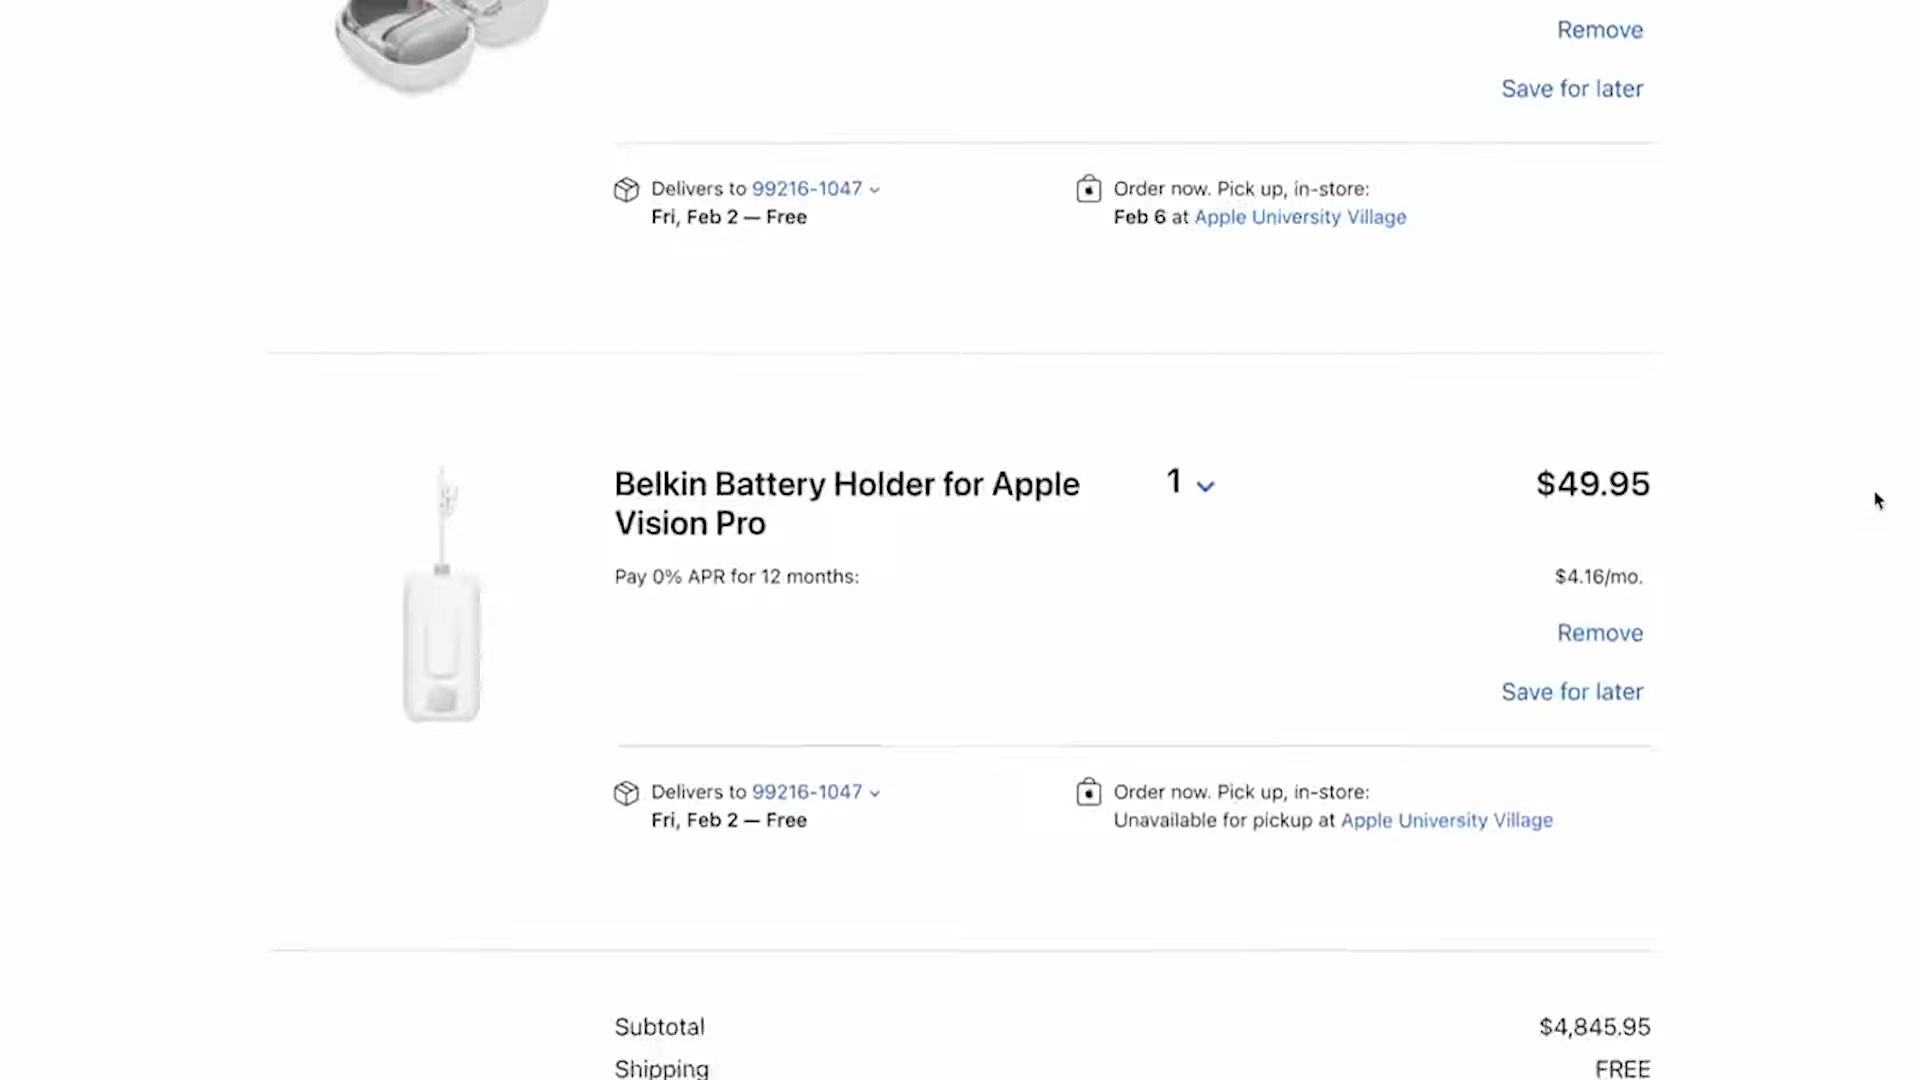 Remove
Save for later
Delivers to 99216-1047
Fri, Feb 2 — Free
Order now. Pick up, in-store:
Feb 6 at Apple University Village
Belkin Battery Holder for Apple
Vision Pro
1
$49.95
Pay 0% APR for 12 months:
$4.16/mo.
Remove
Save for later
Delivers to 99216-1047
Fri, Feb 2 — Free
Order now. Pick up, in-store:
Unavailable for pickup at Apple University Village
Subtotal
$4,845.95
Shipping
FREE